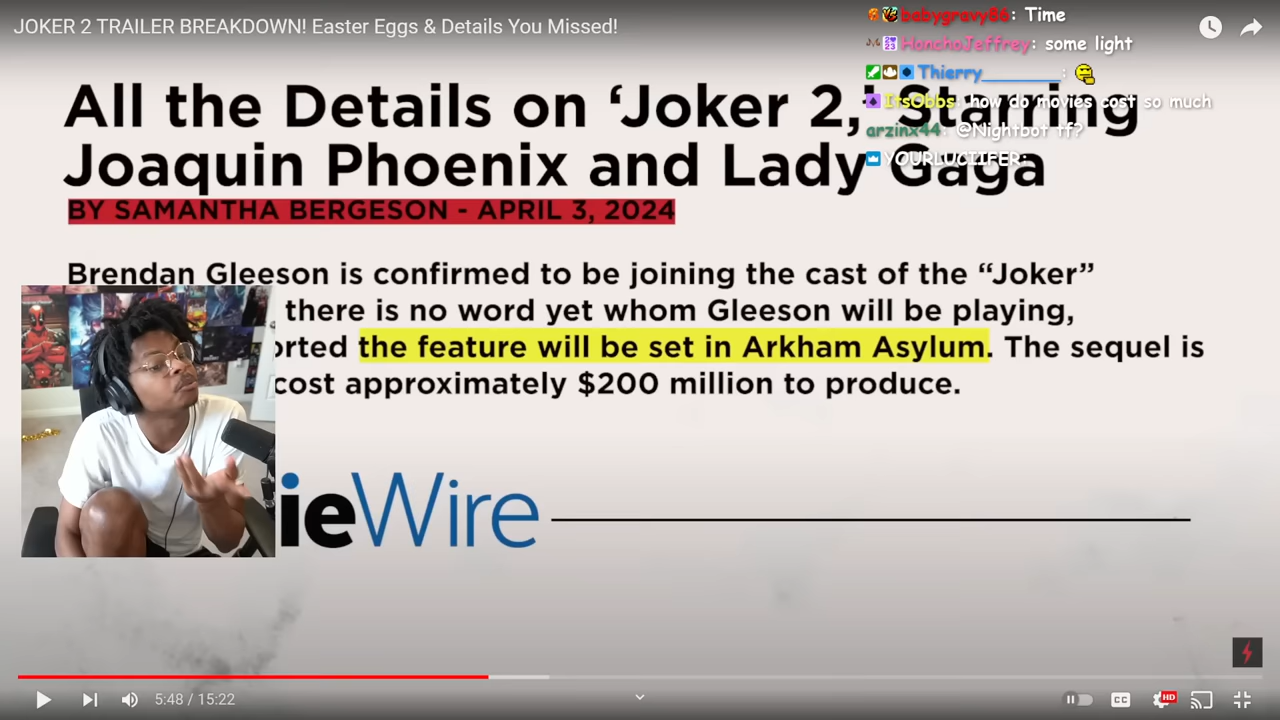 JOKER 2 TRAILER BREAKDOWN! Easter Eggs & Details You Missed!
babygravy86: Time
HonchoJeffrey: some light
Thierry_______:
ItsObbs: how do movies cost so much
arzinx44: @Nightbot tf?
YOURLUCIIFER:
All the Details on ‘Joker 2,’ Starring
Joaquin Phoenix and Lady Gaga
BY SAMANTHA BERGESON - APRIL 3, 2024
Brendan Gleeson is confirmed to be joining the cast of the “Joker”
there is no word yet whom Gleeson will be playing,
orted the feature will be set in Arkham Asylum. The sequel is
cost approximately $200 million to produce.
ieWire
5:48 / 15:22
CC
HD